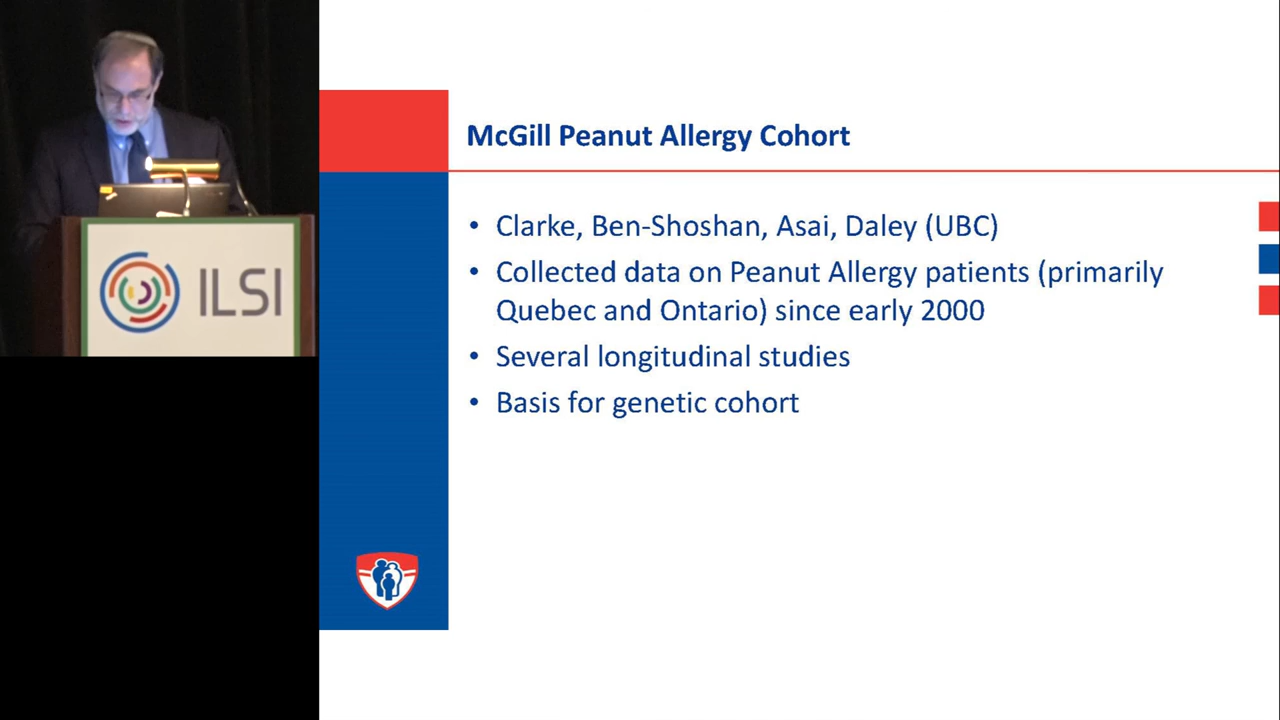 McGill Peanut Allergy Cohort
• Clarke, Ben-Shoshan, Asai, Daley (UBC)
• Collected data on Peanut Allergy patients (primarily
Quebec and Ontario) since early 2000
• Several longitudinal studies
• Basis for genetic cohort
ILSI